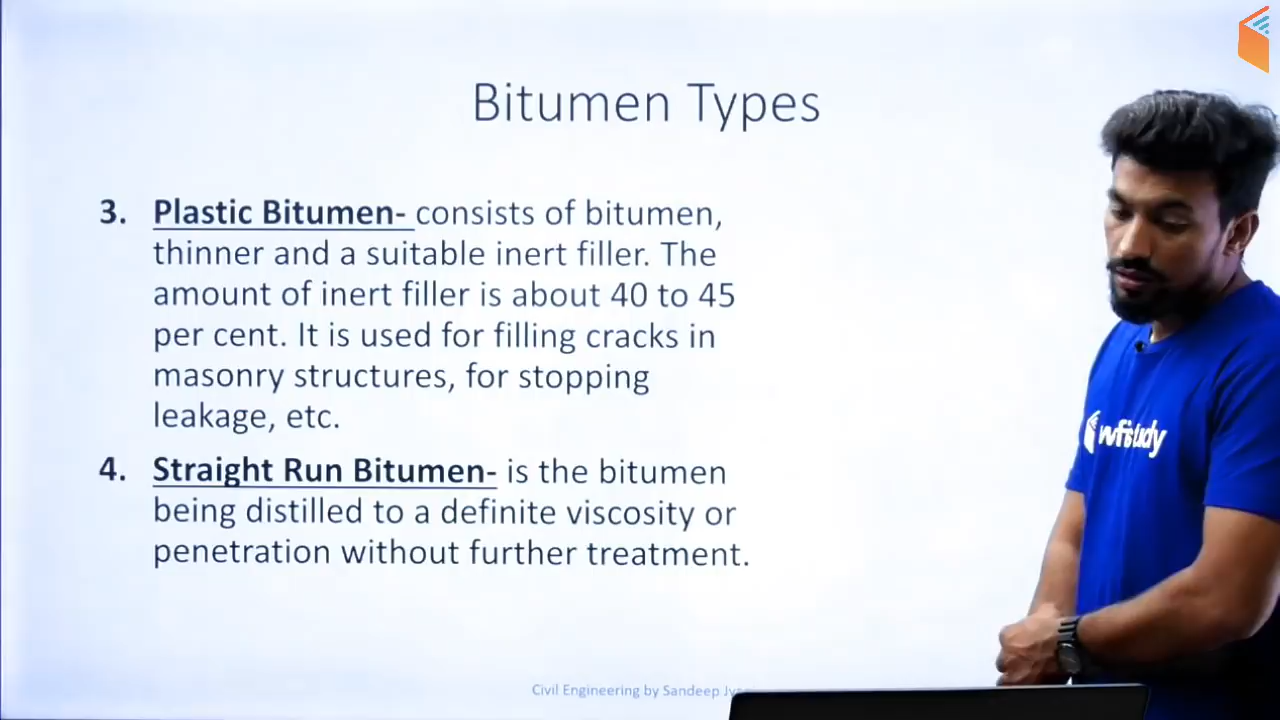 Bitumen Types
3. Plastic Bitumen- consists of bitumen,
thinner and a suitable inert filler. The
amount of inert filler is about 40 to 45
per cent. It is used for filling cracks in
masonry structures, for stopping
leakage, etc.
4. Straight Run Bitumen- is the bitumen
being distilled to a definite viscosity or
penetration without further treatment.
wifistudy
Civil Engineering by Sandeep